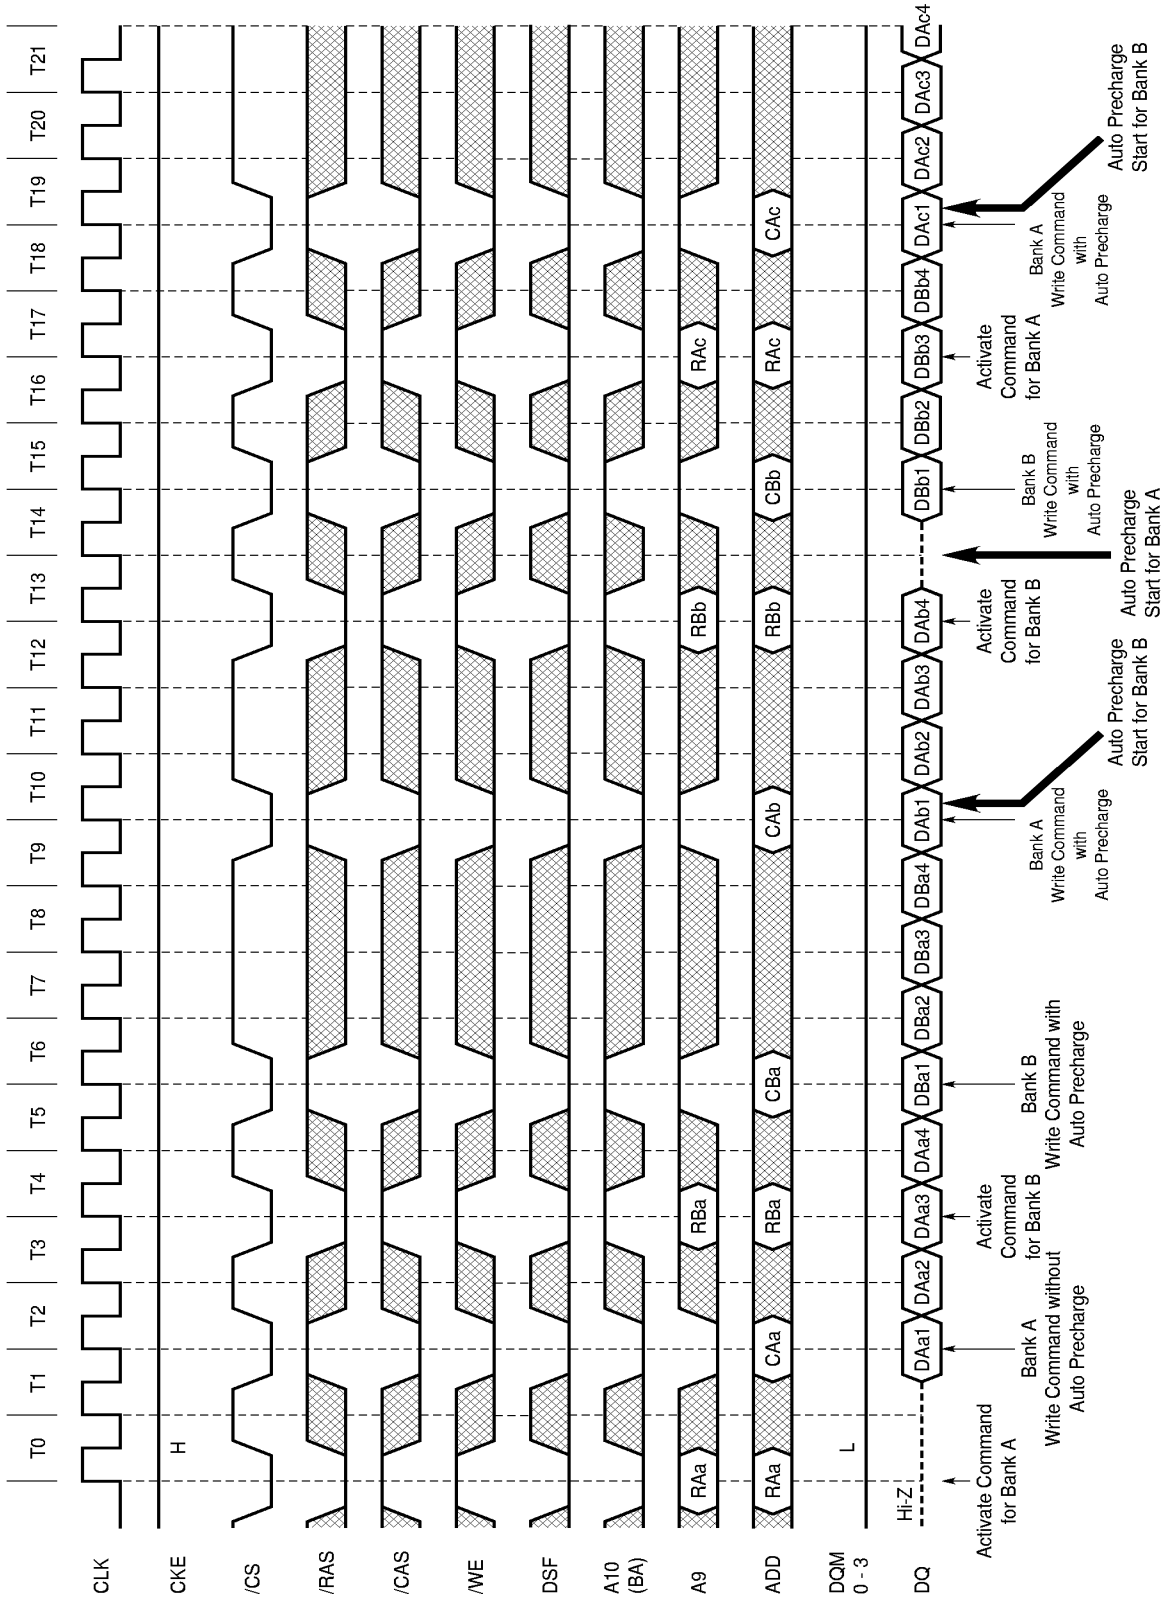 T0 T1 T2 T3 T4 T5 T6 T7 T8 T9 T10 T11 T12 T13 T14 T15 T16 T17 T18 T19 T20 T21
CLK
CKE
H
/CS
/RAS
/CAS
/WE
DSF
A10
(BA)
A9
RAa RBa RBb RAc
ADD
RAa CAa RBa CBa CAb RBb CBb RAc CAc
DQM
0 - 3
L
DQ
Hi-Z
DAa1 DAa2 DAa3 DAa4 DBa1 DBa2 DBa3 DBa4 DAb1 DAb2 DAb3 DAb4 DBb1 DBb2 DBb3 DBb4 DAc1 DAc2 DAc3 DAc4
Activate Command
for Bank A
Bank A
Write Command without
Auto Precharge
Activate
Command
for Bank B
Bank B
Write Command with
Auto Precharge
Bank A
Write Command
with
Auto Precharge
Auto Precharge
Start for Bank B
Activate
Command
for Bank B
Auto Precharge
Start for Bank A
Bank B
Write Command
with
Auto Precharge
Activate
Command
for Bank A
Bank A
Write Command
with
Auto Precharge
Auto Precharge
Start for Bank B